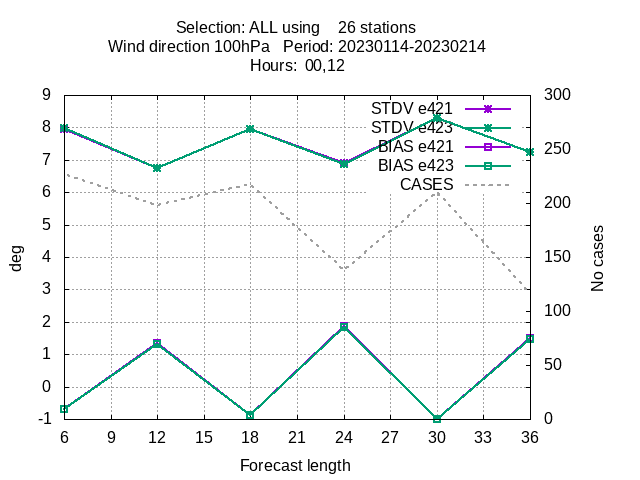 Selection: ALL using    26 stations
Wind direction 100hPa   Period: 20230114-20230214
Hours:  00,12
9
8
7
6
5
4
3
2
1
0
-1
deg
300
250
200
150
100
50
0
No cases
STDV e421
STDV e423
BIAS e421
BIAS e423
CASES
6 9 12 15 18 21 24 27 30 33 36
Forecast length